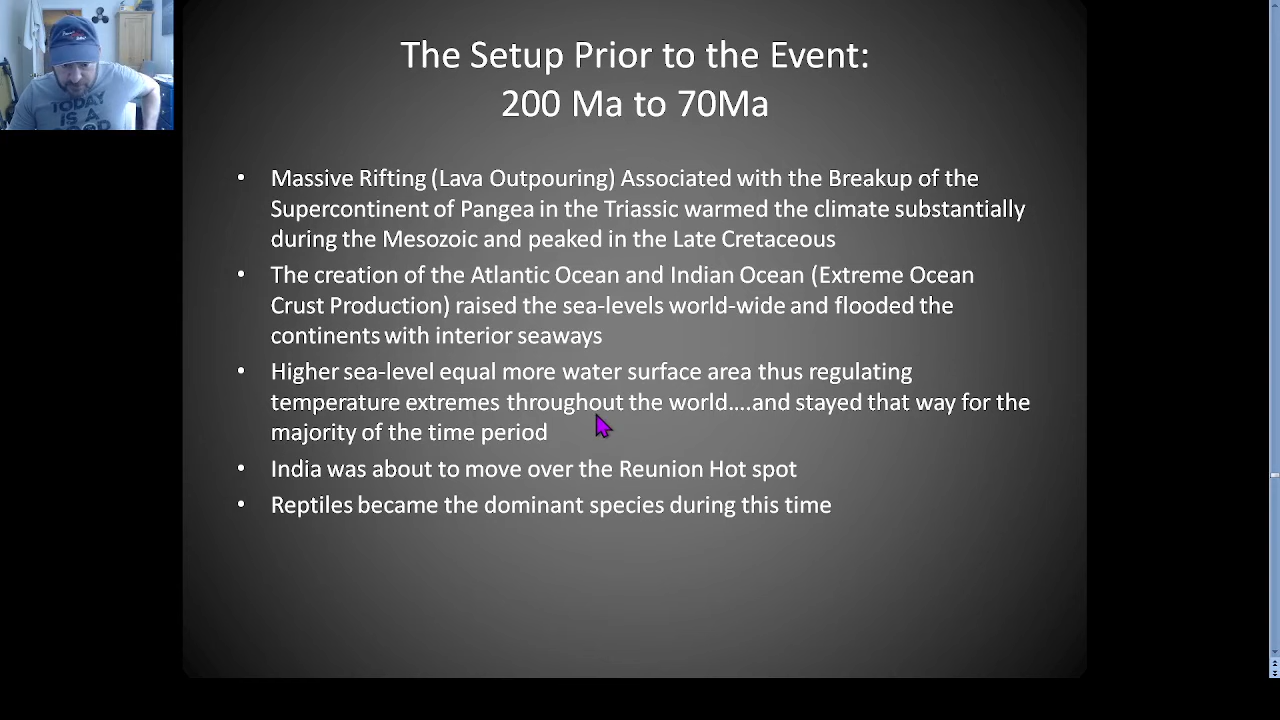 The Setup Prior to the Event:
200 Ma to 70Ma
• Massive Rifting (Lava Outpouring) Associated with the Breakup of the
Supercontinent of Pangea in the Triassic warmed the climate substantially
during the Mesozoic and peaked in the Late Cretaceous
• The creation of the Atlantic Ocean and Indian Ocean (Extreme Ocean
Crust Production) raised the sea-levels world-wide and flooded the
continents with interior seaways
• Higher sea-level equal more water surface area thus regulating
temperature extremes throughout the world….and stayed that way for the
majority of the time period
• India was about to move over the Reunion Hot spot
• Reptiles became the dominant species during this time
TODAY
IS A